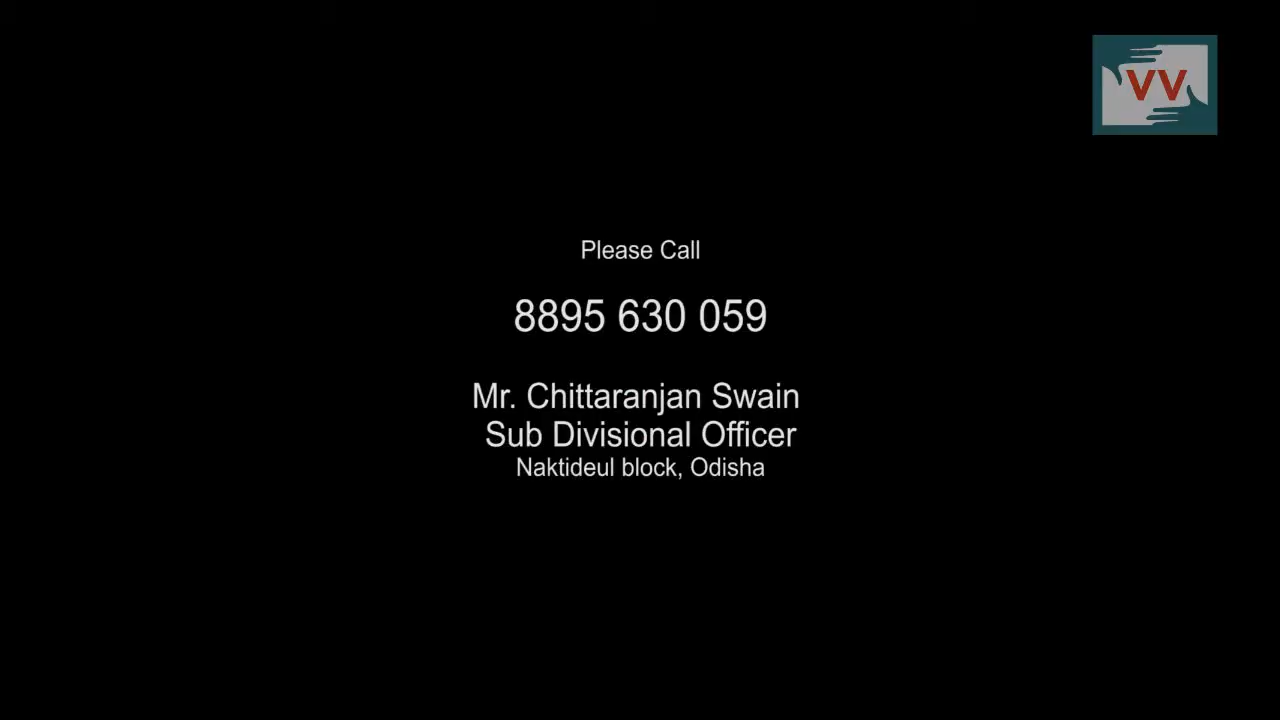 VV
Please Call
8895 630 059
Mr. Chittaranjan Swain
Sub Divisional Officer
Naktideul block, Odisha